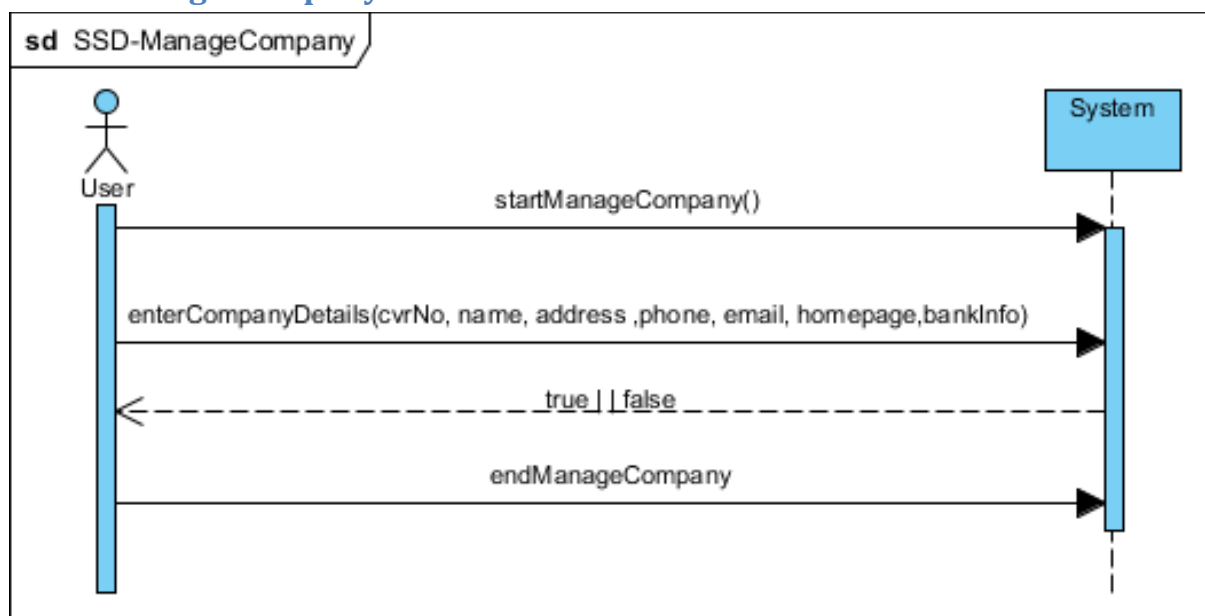 sd SSD-ManageCompany
System
User
startManageCompany()
enterCompanyDetails(cvrNo, name, address ,phone, email, homepage,bankInfo)
true | | false
endManageCompany